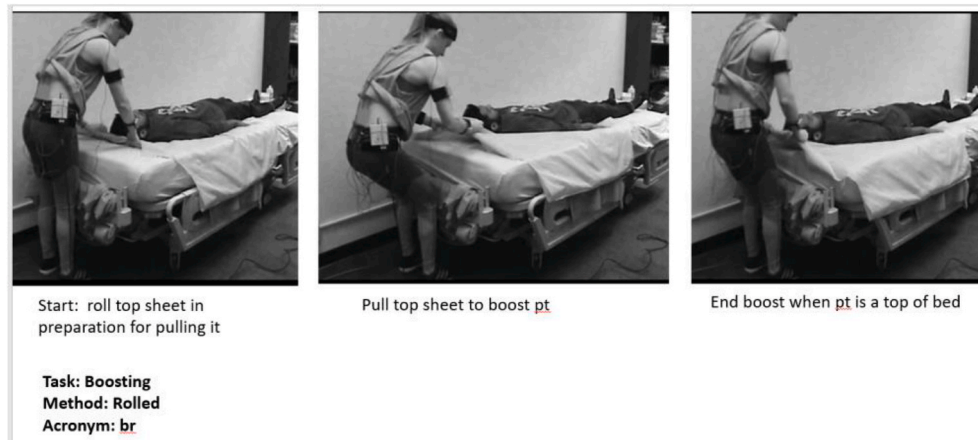 Start: roll top sheet in
preparation for pulling it
Pull top sheet to boost pt
End boost when pt is a top of bed
Task: Boosting
Method: Rolled
Acronym: br